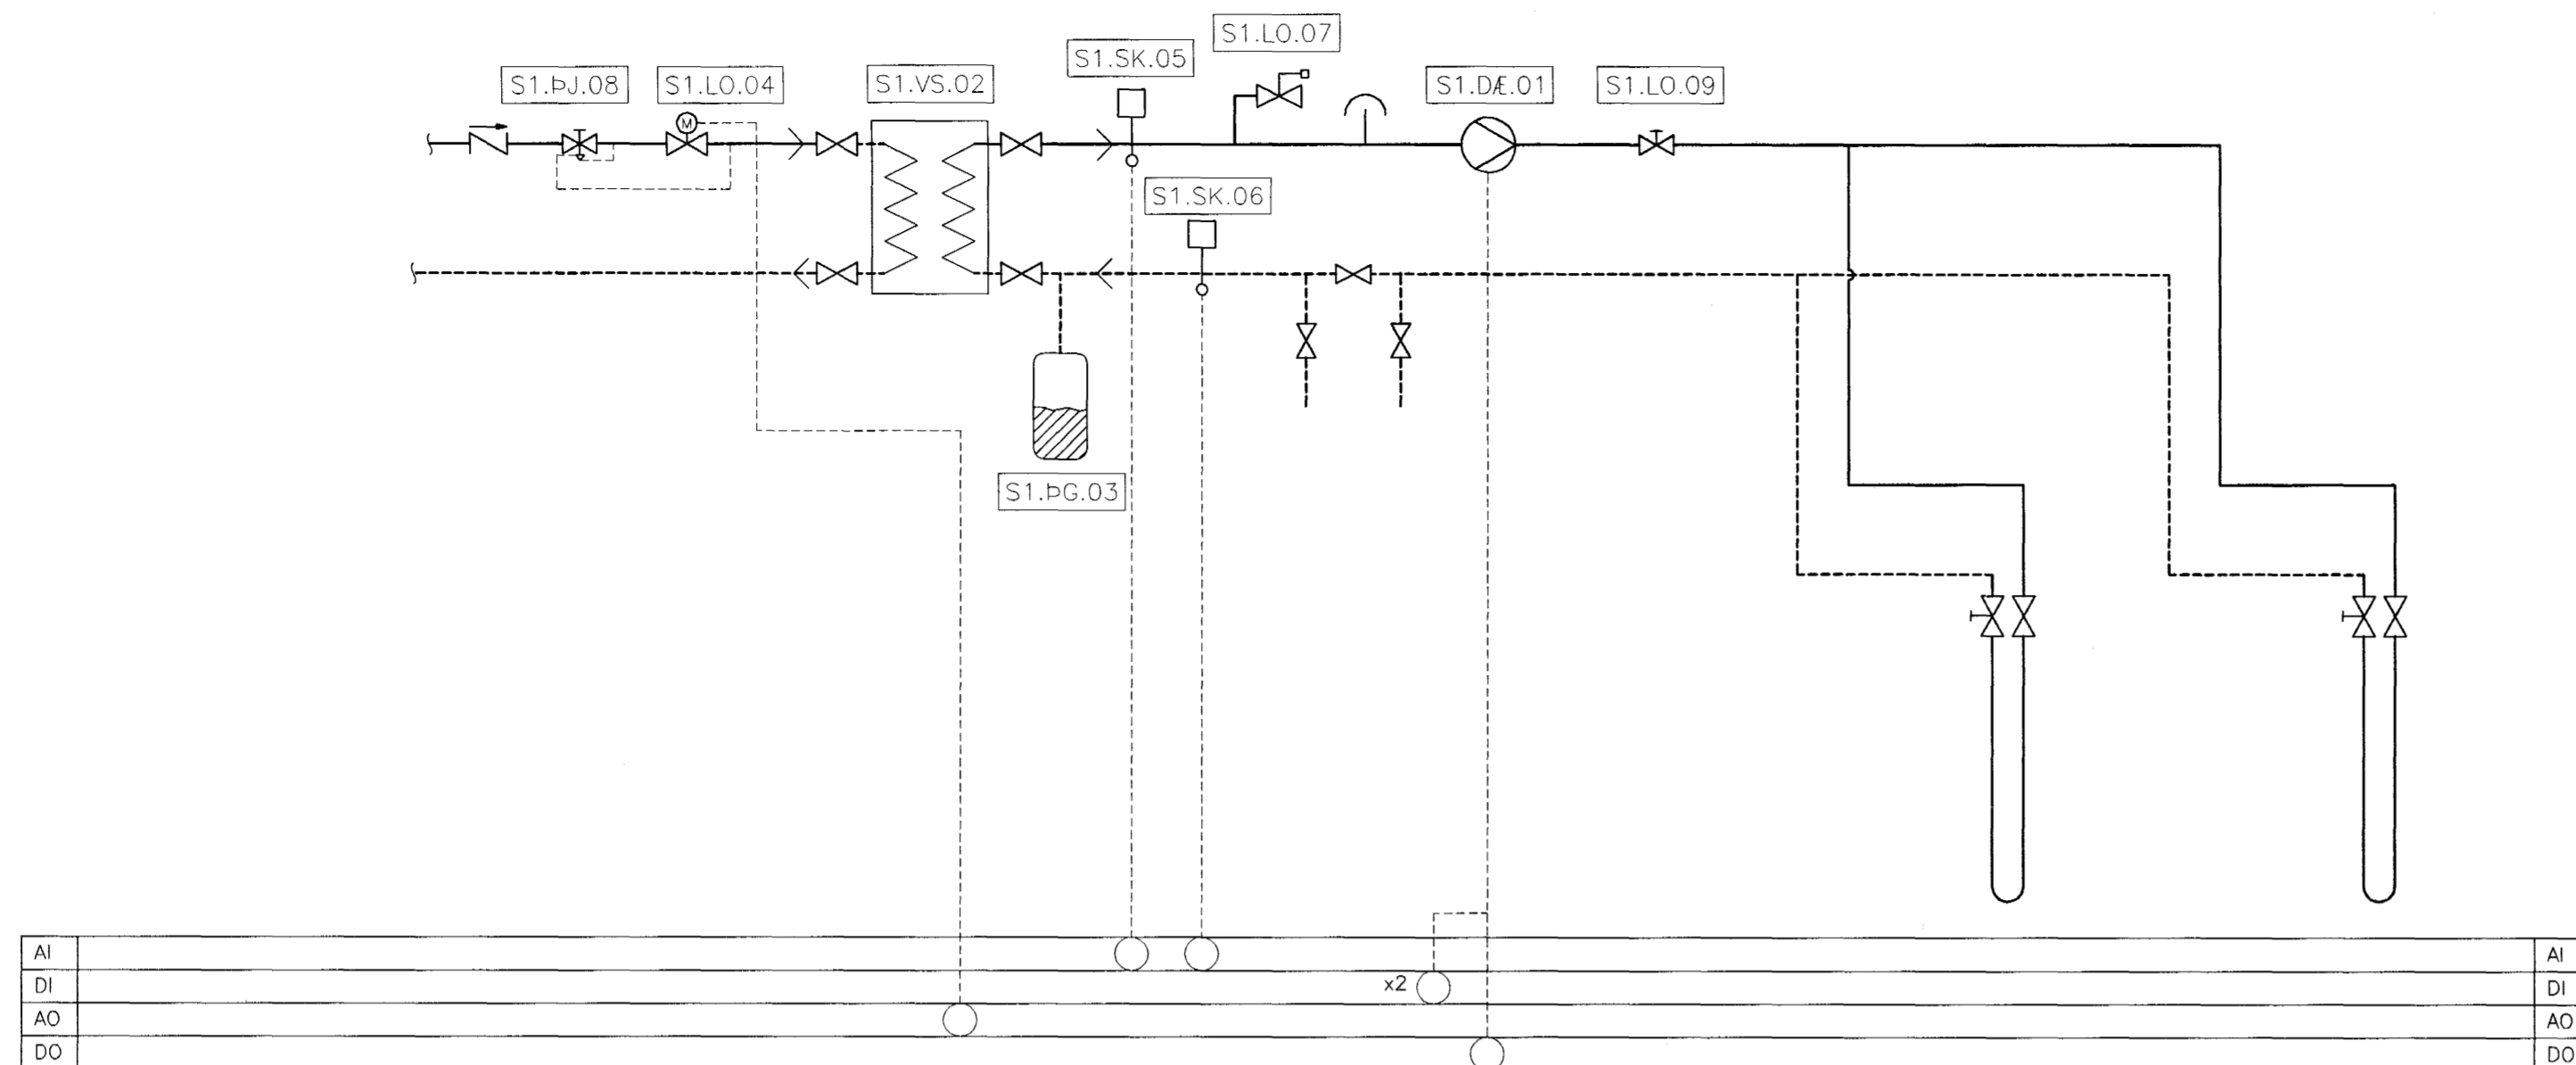 S1.LO.07
S1.SK.05
S1.ÞJ.08
S1.LO.04
S1.VS.02
S1.DÆ.01
S1.LO.09
M
S1.SK.06
S1.ÞG.03
AI
AI
x2
DI
DI
AO
AO
DO
DO